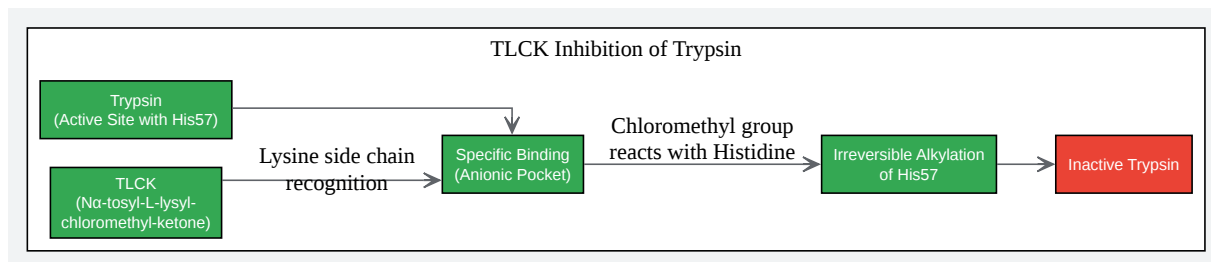 TLCK Inhibition of Trypsin
Trypsin
(Active Site with His57)
TLCK
(Nα-tosyl-L-lysyl-
chloromethyl-ketone)
Lysine side chain
recognition
Specific Binding
(Anionic Pocket)
Chloromethyl group
reacts with Histidine
Irreversible Alkylation
of His57
Inactive Trypsin